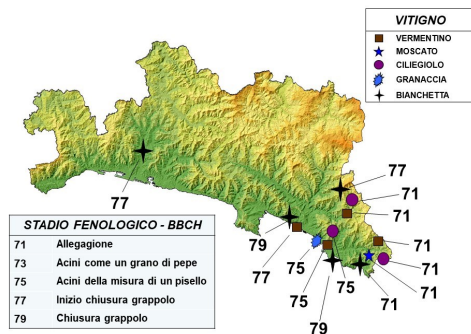 VITIGNO
VERMENTINO
MOSCATO
CILIEGIOLO
GRANACCIA
BIANCHETTA
77
77
71
71
79
77
75
75
79
71
71
71
71
STADIO FENOLOGICO - BBCH
71 Allegagione
73 Acini come un grano di pepe
75 Acini della misura di un pisello
77 Inizio chiusura grappolo
79 Chiusura grappolo